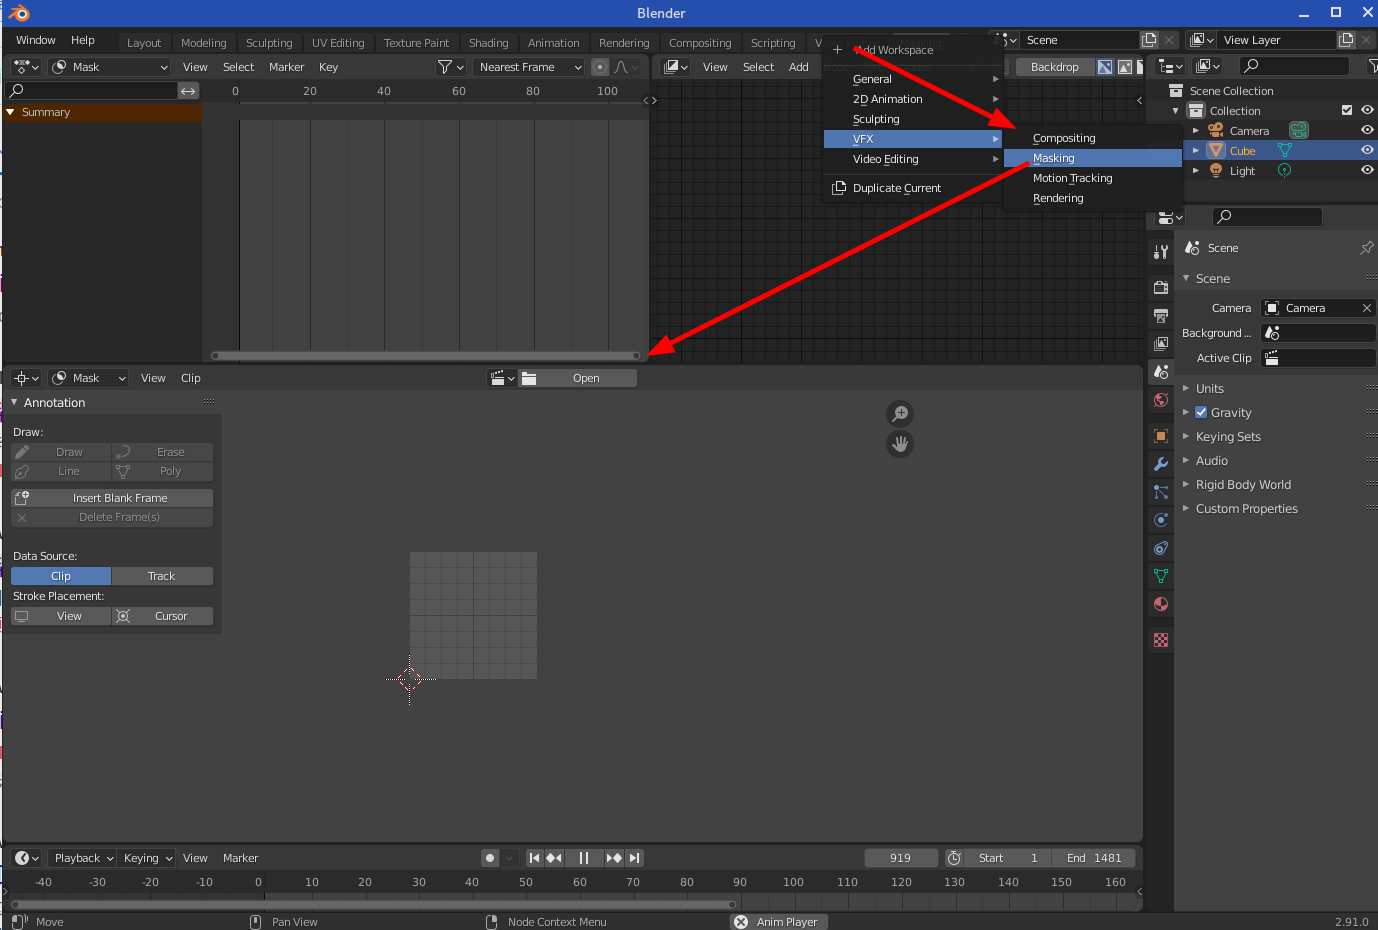 Blender
Window Help Layout Modeling Sculpting UV Editing Texture Paint Shading Animation Rendering Compositing Scripting Scene View Layer
Mask View Select Marker Key Nearest Frame View Select Add Backdrop
0 20 40 60 80 100
Summary
Add Workspace
General
2D Animation
Sculpting
VFX
Video Editing
Duplicate Current
Compositing
Masking
Motion Tracking
Rendering
Scene Collection
Collection
Camera
Cube
Light
Scene
Scene
Camera Camera
Background ...
Active Clip
Units
Gravity
Keying Sets
Audio
Rigid Body World
Custom Properties
Mask View Clip Open
Annotation
Draw:
Draw Erase
Line Poly
Insert Blank Frame
Delete Frame(s)
Data Source:
Clip Track
Stroke Placement:
View Cursor
Playback Keying View Marker 919 Start 1 End 1481
-40 -30 -20 -10 0 10 20 30 40 50 60 70 80 90 100 110 120 130 140 150 160
Move Pan View Node Context Menu Anim Player 2.91.0